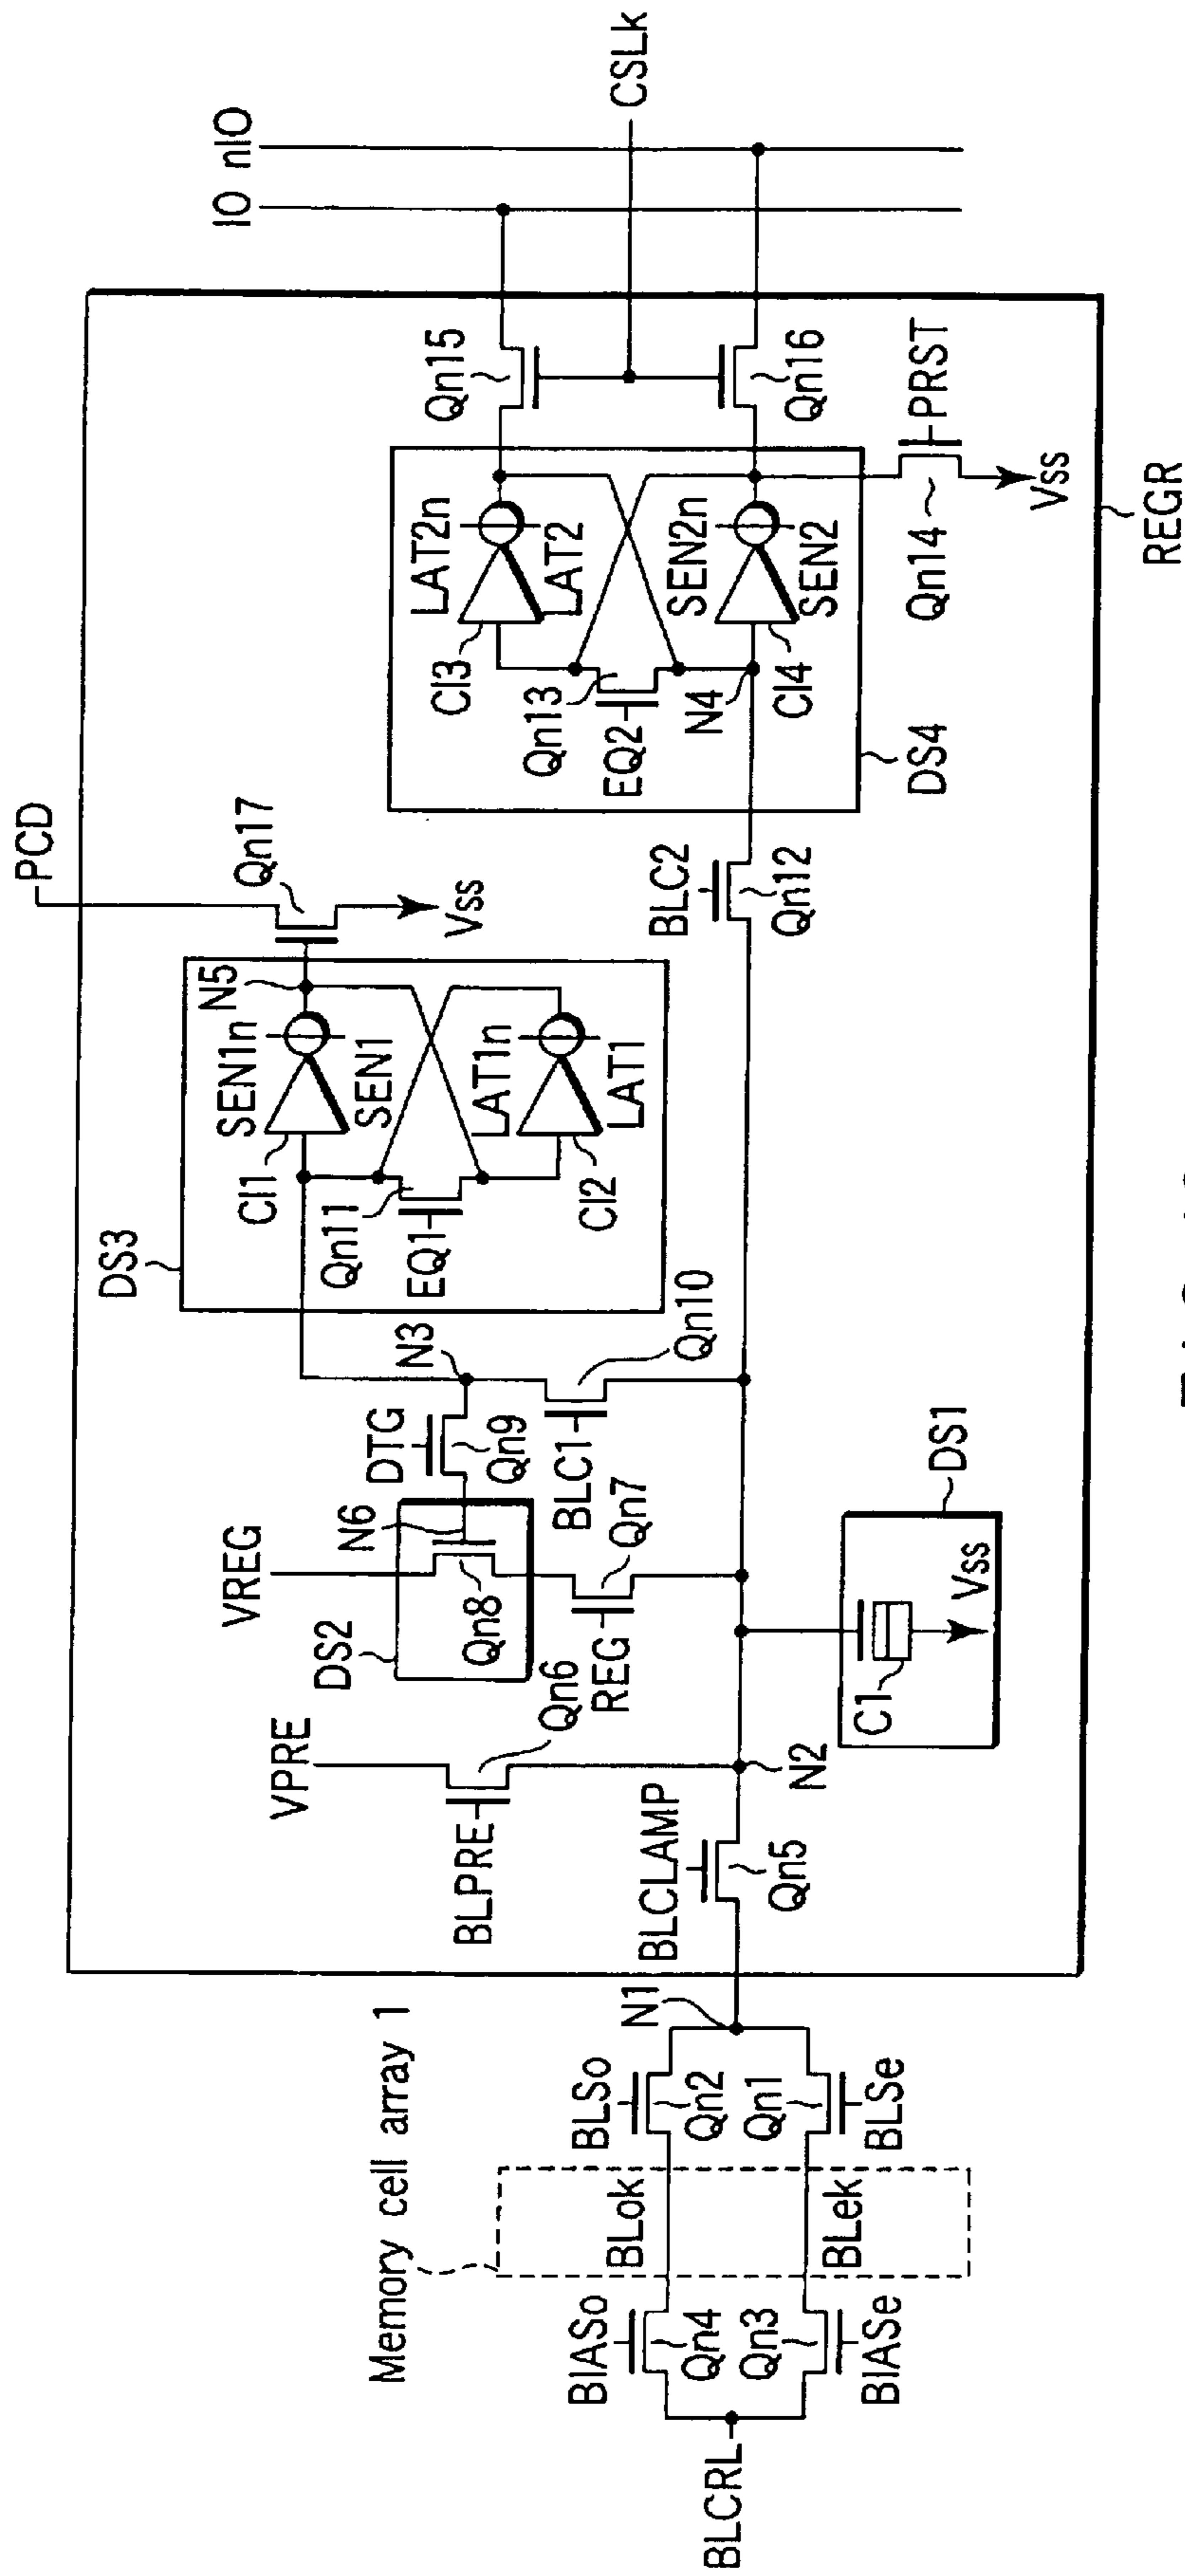 Memory cell array 1
BLCRL
BIASo
Qn4
Qn3
BIASe
BLok
BLek
BLSo
Qn2
Qn1
BLSe
N1
BLCLAMP
Qn5
N2
VPRE
BLPRE
Qn6
VREG
DS2
Qn8
N6
REG
Qn7
DTG
Qn9
N3
BLC1
Qn10
C1
Vss
DS1
DS3
CI1
SEN1n
SEN1
N5
Qn11
EQ1
LAT1n
LAT1
CI2
PCD
Qn17
Vss
BLC2
Qn12
CI3
LAT2n
LAT2
Qn13
EQ2
N4
SEN2n
SEN2
CI4
DS4
Qn15
Qn16
PRST
Qn14
Vss
REGR
IO
nIO
CSLk